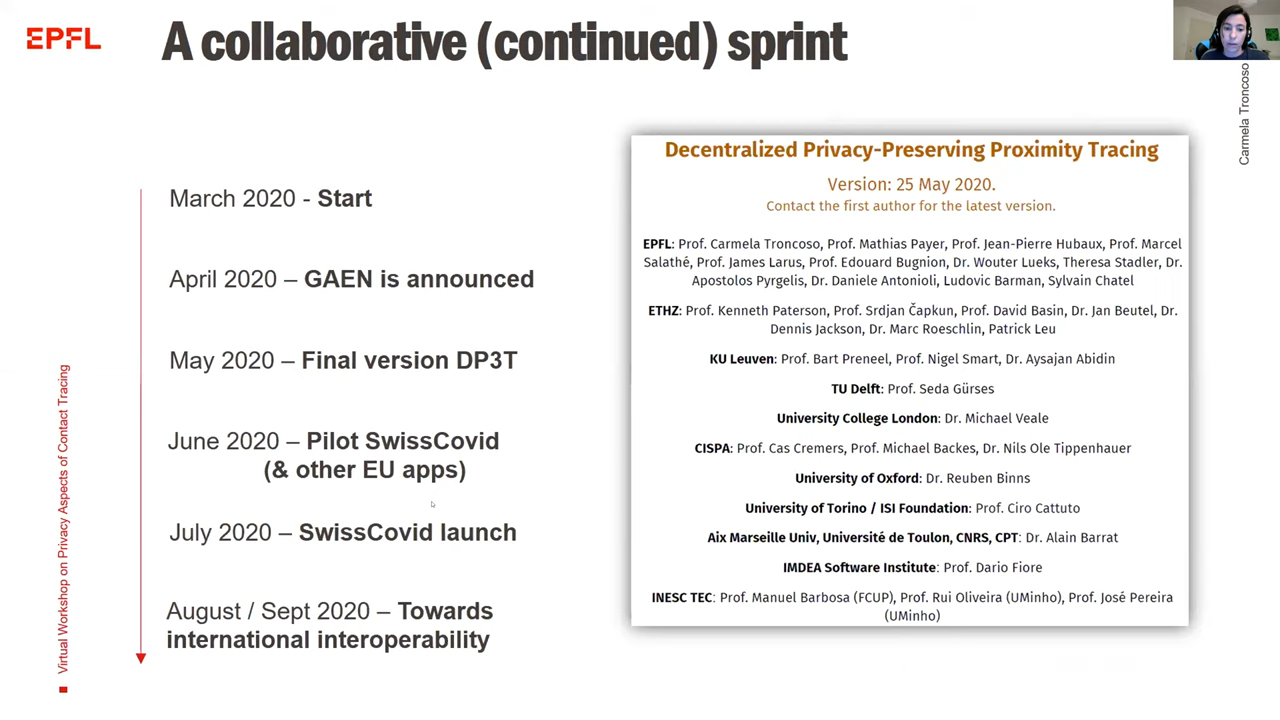 EPFL
A collaborative (continued) sprint
Carmela Troncoso
Virtual Workshop on Privacy Aspects of Contact Tracing
March 2020 - Start
April 2020 – GAEN is announced
May 2020 – Final version DP3T
June 2020 – Pilot SwissCovid
(& other EU apps)
July 2020 – SwissCovid launch
August / Sept 2020 – Towards
international interoperability
Decentralized Privacy-Preserving Proximity Tracing
Version: 25 May 2020.
Contact the first author for the latest version.
EPFL: Prof. Carmela Troncoso, Prof. Mathias Payer, Prof. Jean-Pierre Hubaux, Prof. Marcel
Salathé, Prof. James Larus, Prof. Edouard Bugnion, Dr. Wouter Lueks, Theresa Stadler, Dr.
Apostolos Pyrgelis, Dr. Daniele Antonioli, Ludovic Barman, Sylvain Chatel
ETHZ: Prof. Kenneth Paterson, Prof. Srdjan Čapkun, Prof. David Basin, Dr. Jan Beutel, Dr.
Dennis Jackson, Dr. Marc Roeschlin, Patrick Leu
KU Leuven: Prof. Bart Preneel, Prof. Nigel Smart, Dr. Aysajan Abidin
TU Delft: Prof. Seda Gürses
University College London: Dr. Michael Veale
CISPA: Prof. Cas Cremers, Prof. Michael Backes, Dr. Nils Ole Tippenhauer
University of Oxford: Dr. Reuben Binns
University of Torino / ISI Foundation: Prof. Ciro Cattuto
Aix Marseille Univ, Université de Toulon, CNRS, CPT: Dr. Alain Barrat
IMDEA Software Institute: Prof. Dario Fiore
INESC TEC: Prof. Manuel Barbosa (FCUP), Prof. Rui Oliveira (UMinho), Prof. José Pereira
(UMinho)